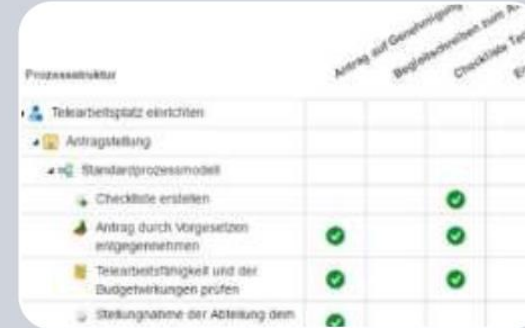 Antrag auf Genehmigung
Begleitschreiben zum
Checkliste
Prozessstruktur
Telearbeitsplatz einrichten
Antragstellung
Standardprozessmodell
Checkliste erstellen
Antrag durch Vorgesetzen
entgegennehmen
Telearbeitsfähigkeit und der
Budgetwirkungen prüfen
Stellungnahme der Abteilung dem